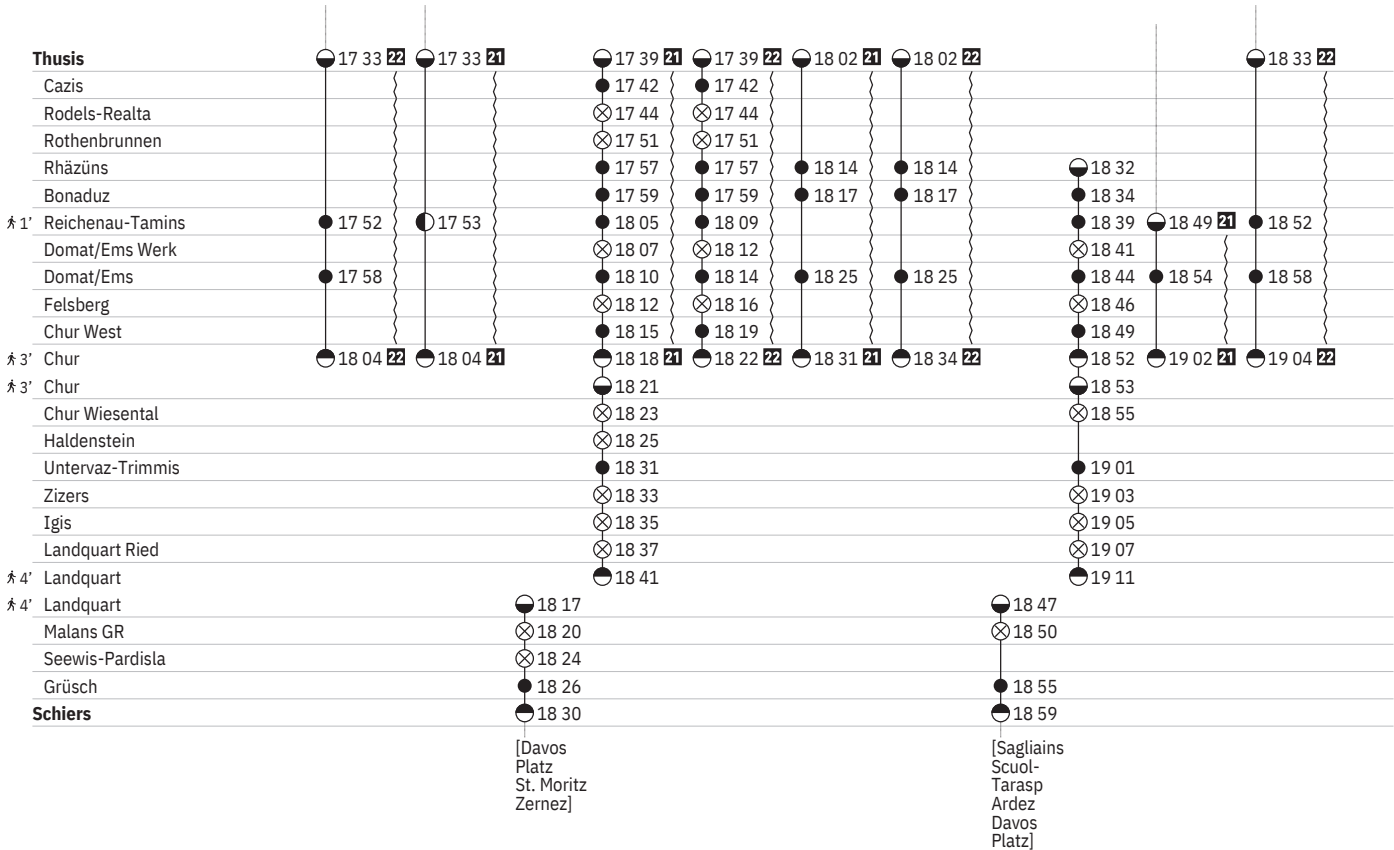 Thusis 17 33 22 17 33 21 17 39 21 17 39 22 18 02 21 18 02 22 18 33 22
Cazis 17 42 17 42
Rodels-Realta 17 44 17 44
Rothenbrunnen 17 51 17 51
Rhäzüns 17 57 17 57 18 14 18 14 18 32
Bonaduz 17 59 17 59 18 17 18 17 18 34
1’ Reichenau-Tamins 17 52 17 53 18 05 18 09 18 39 18 49 21 18 52
Domat/Ems Werk 18 07 18 12 18 41
Domat/Ems 17 58 18 10 18 14 18 25 18 25 18 44 18 54 18 58
Felsberg 18 12 18 16 18 46
Chur West 18 15 18 19 18 49
3’ Chur 18 04 22 18 04 21 18 18 21 18 22 22 18 31 21 18 34 22 18 52 19 02 21 19 04 22
3’ Chur 18 21 18 53
Chur Wiesental 18 23 18 55
Haldenstein 18 25
Untervaz-Trimmis 18 31 19 01
Zizers 18 33 19 03
Igis 18 35 19 05
Landquart Ried 18 37 19 07
4’ Landquart 18 41 19 11
4’ Landquart 18 17 18 47
Malans GR 18 20 18 50
Seewis-Pardisla 18 24
Grüsch 18 26 18 55
Schiers 18 30 18 59
[Davos
Platz
St. Moritz
Zernez]
[Sagliains
Scuol-
Tarasp
Ardez
Davos
Platz]